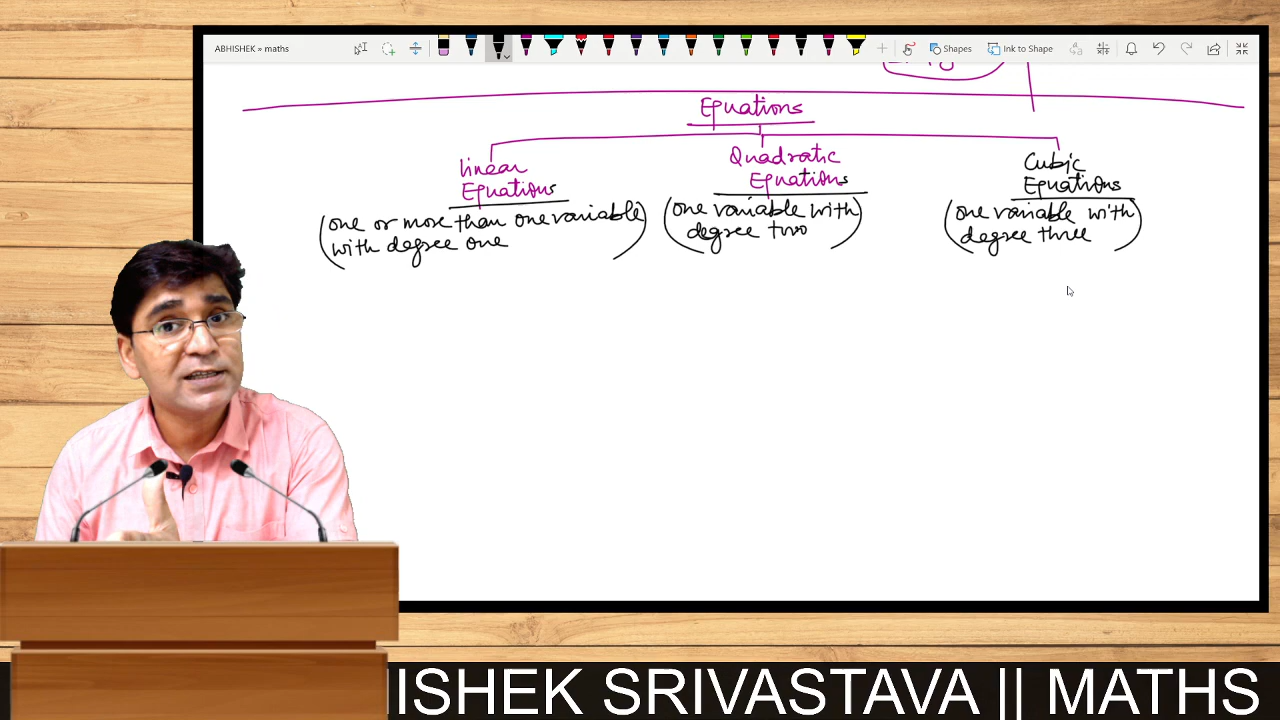 ABHISHEK » maths
Shapes
Ink to Shape
Equations
Linear
Equations
(one or more than one variable
with degree one)
Quadratic
Equations
(one variable with
degree two)
Cubic
Equations
(one variable with
degree three)
ISHEK SRIVASTAVA || MATHS